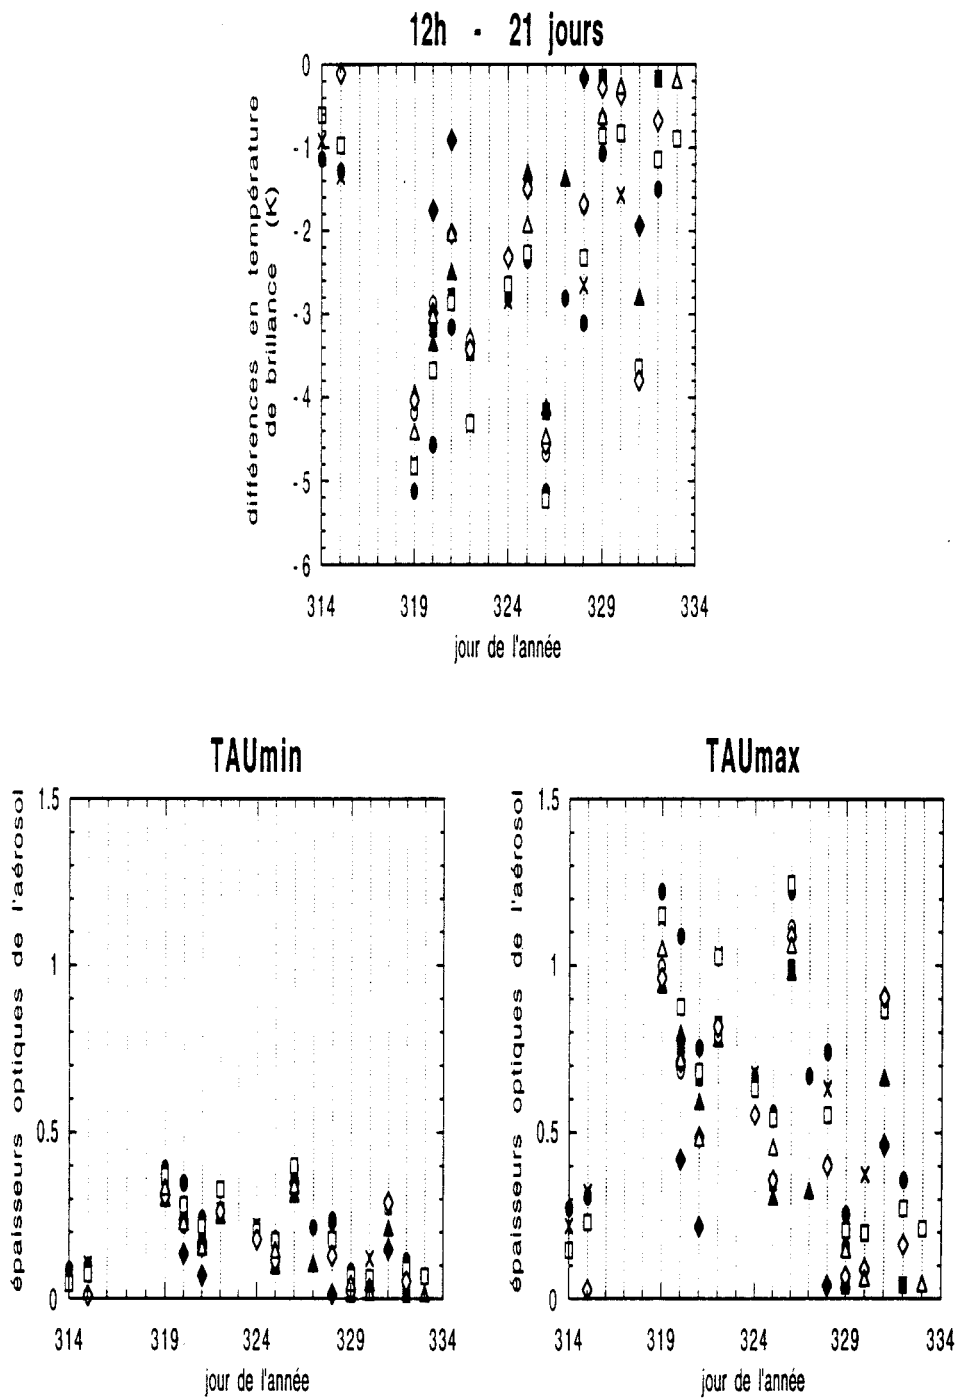 12h - 21 jours
différences en température
de brillance (K)
0
-1
-2
-3
-4
-5
-6
314 319 324 329 334
jour de l'année
TAUmin
épaisseurs optiques de l'aérosol
1.5
1
0.5
0
314 319 324 329 334
jour de l'année
TAUmax
épaisseurs optiques de l'aérosol
1.5
1
0.5
0
314 319 324 329 334
jour de l'année